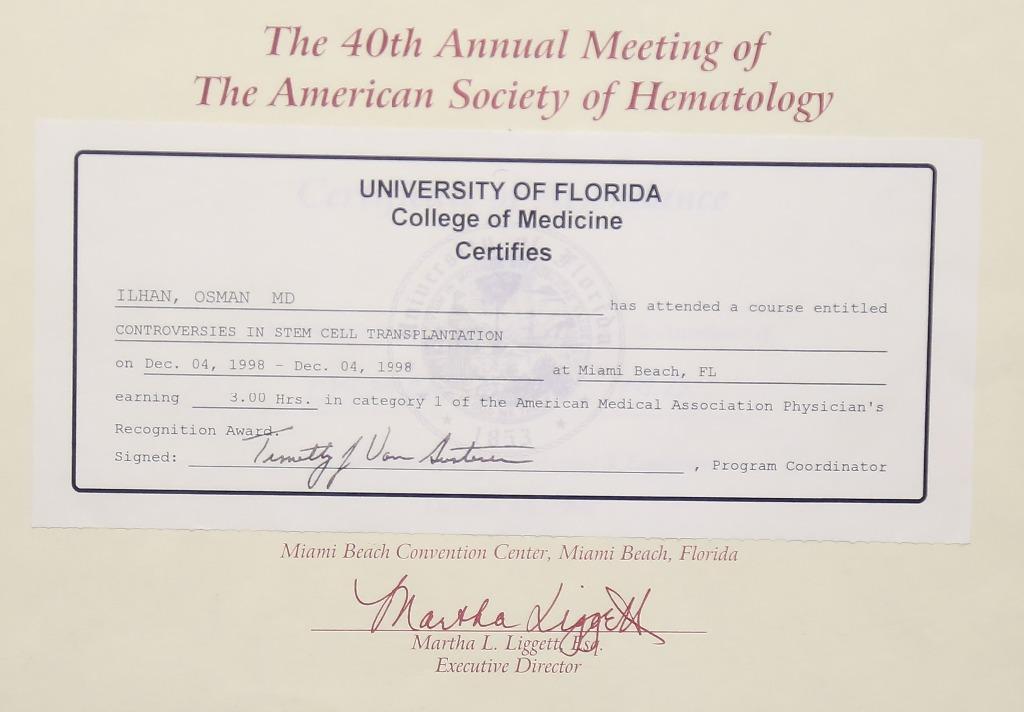 The 40th Annual Meeting of
The American Society of Hematology
UNIVERSITY OF FLORIDA
College of Medicine
Certifies
ILHAN, OSMAN MD has attended a course entitled
CONTROVERSIES IN STEM CELL TRANSPLANTATION
on Dec. 04, 1998 - Dec. 04, 1998 at Miami Beach, FL
earning 3.00 Hrs. in category 1 of the American Medical Association Physician's
Recognition Award.
Signed: Timothy J Van , Program Coordinator
1853
Miami Beach Convention Center, Miami Beach, Florida
Martha Liggett
Martha L. Liggett, Esq.
Executive Director